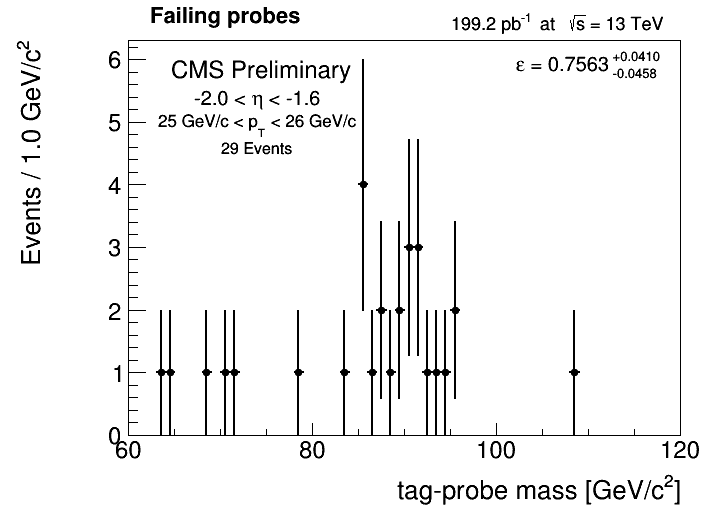 Failing probes
199.2 pb⁻¹ at √s = 13 TeV
CMS Preliminary
-2.0 < η < -1.6
25 GeV/c < p_T < 26 GeV/c
29 Events
ε = 0.7563 +0.0410 -0.0458
Events / 1.0 GeV/c²
6
5
4
3
2
1
0
60 80 100 120
tag-probe mass [GeV/c²]